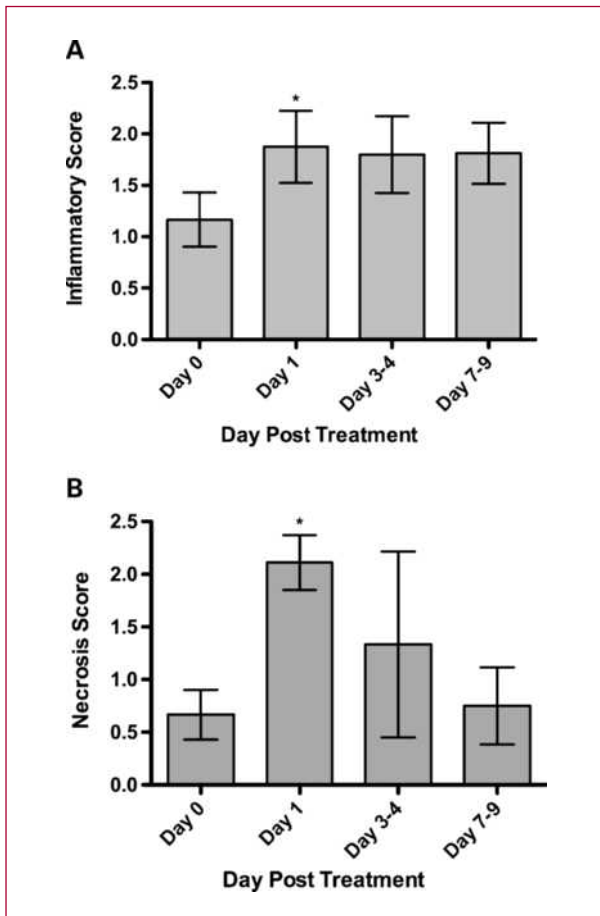 A
2.5
2.0
1.5
1.0
0.5
0.0
Inflammatory Score
*
Day 0
Day 1
Day 3-4
Day 7-9
Day Post Treatment
B
2.5
2.0
1.5
1.0
0.5
0.0
Necrosis Score
*
Day 0
Day 1
Day 3-4
Day 7-9
Day Post Treatment